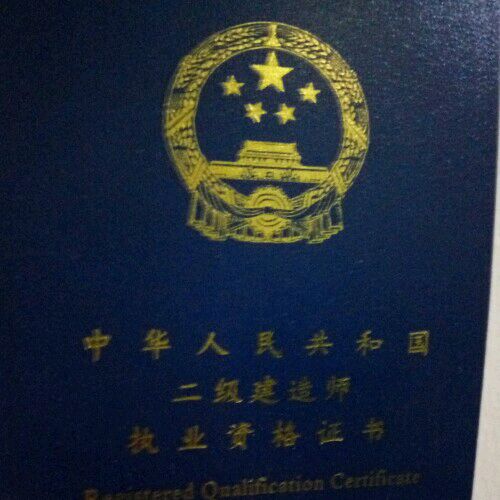 中华人民共和国
二级建造师
执业资格证书
Registered Qualification Certificate